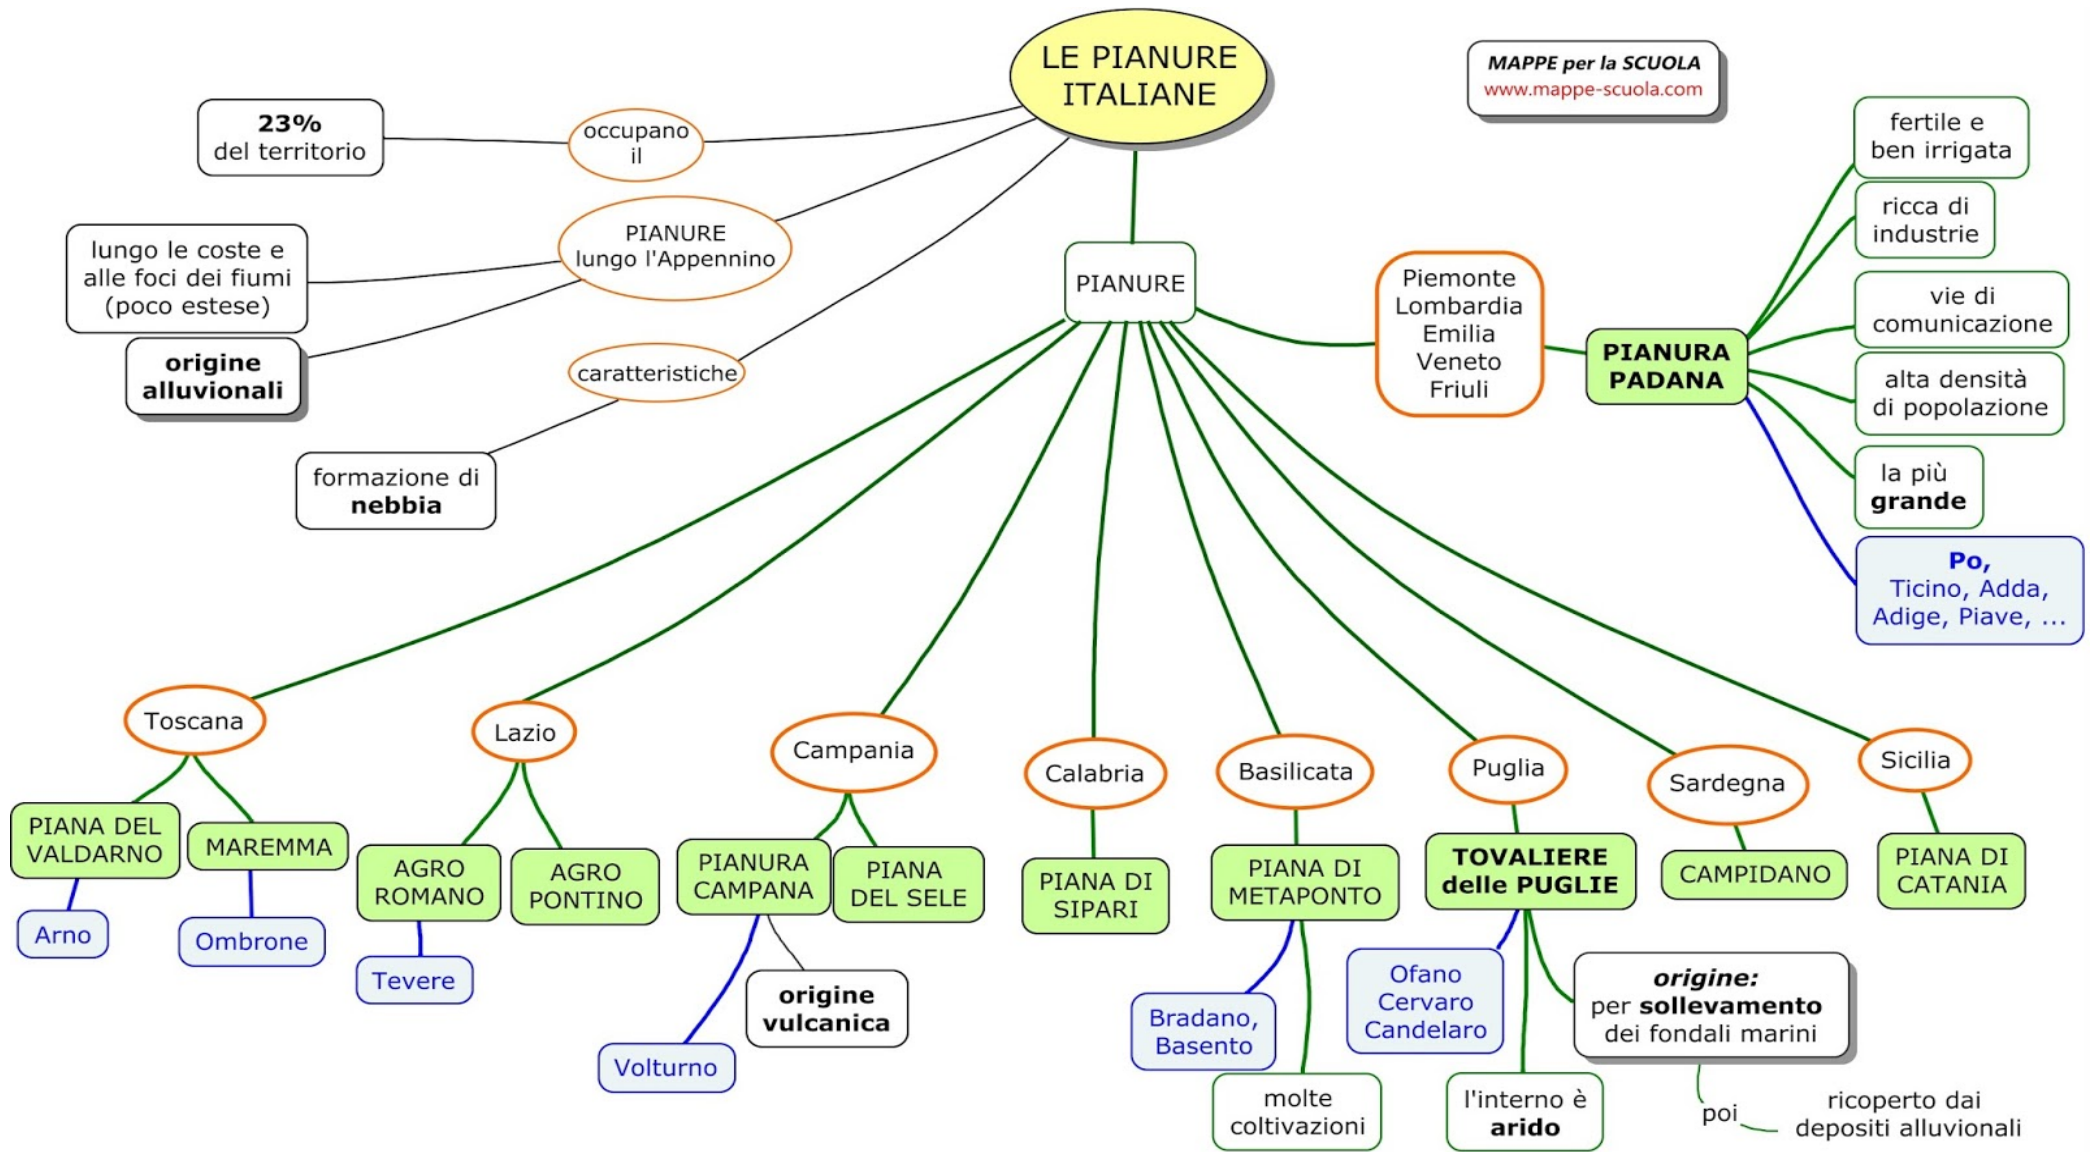 LE PIANURE
ITALIANE
MAPPE per la SCUOLA
www.mappe-scuola.com
occupano
il
23%
del territorio
PIANURE
lungo l'Appennino
lungo le coste e
alle foci dei fiumi
(poco estese)
origine
alluvionali
caratteristiche
formazione di
nebbia
PIANURE
Piemonte
Lombardia
Emilia
Veneto
Friuli
PIANURA
PADANA
fertile e
ben irrigata
ricca di
industrie
vie di
comunicazione
alta densità
di popolazione
la più
grande
Po,
Ticino, Adda,
Adige, Piave, ...
Toscana
PIANA DEL
VALDARNO
Arno
MAREMMA
Ombrone
Lazio
AGRO
ROMANO
Tevere
AGRO
PONTINO
Campania
PIANURA
CAMPANA
Volturno
origine
vulcanica
PIANA
DEL SELE
Calabria
PIANA DI
SIPARI
Basilicata
PIANA DI
METAPONTO
Bradano,
Basento
molte
coltivazioni
Puglia
TOVALIERE
delle PUGLIE
Ofano
Cervaro
Candelaro
l'interno è
arido
origine:
per sollevamento
dei fondali marini
poi
ricoperto dai
depositi alluvionali
Sardegna
CAMPIDANO
Sicilia
PIANA DI
CATANIA